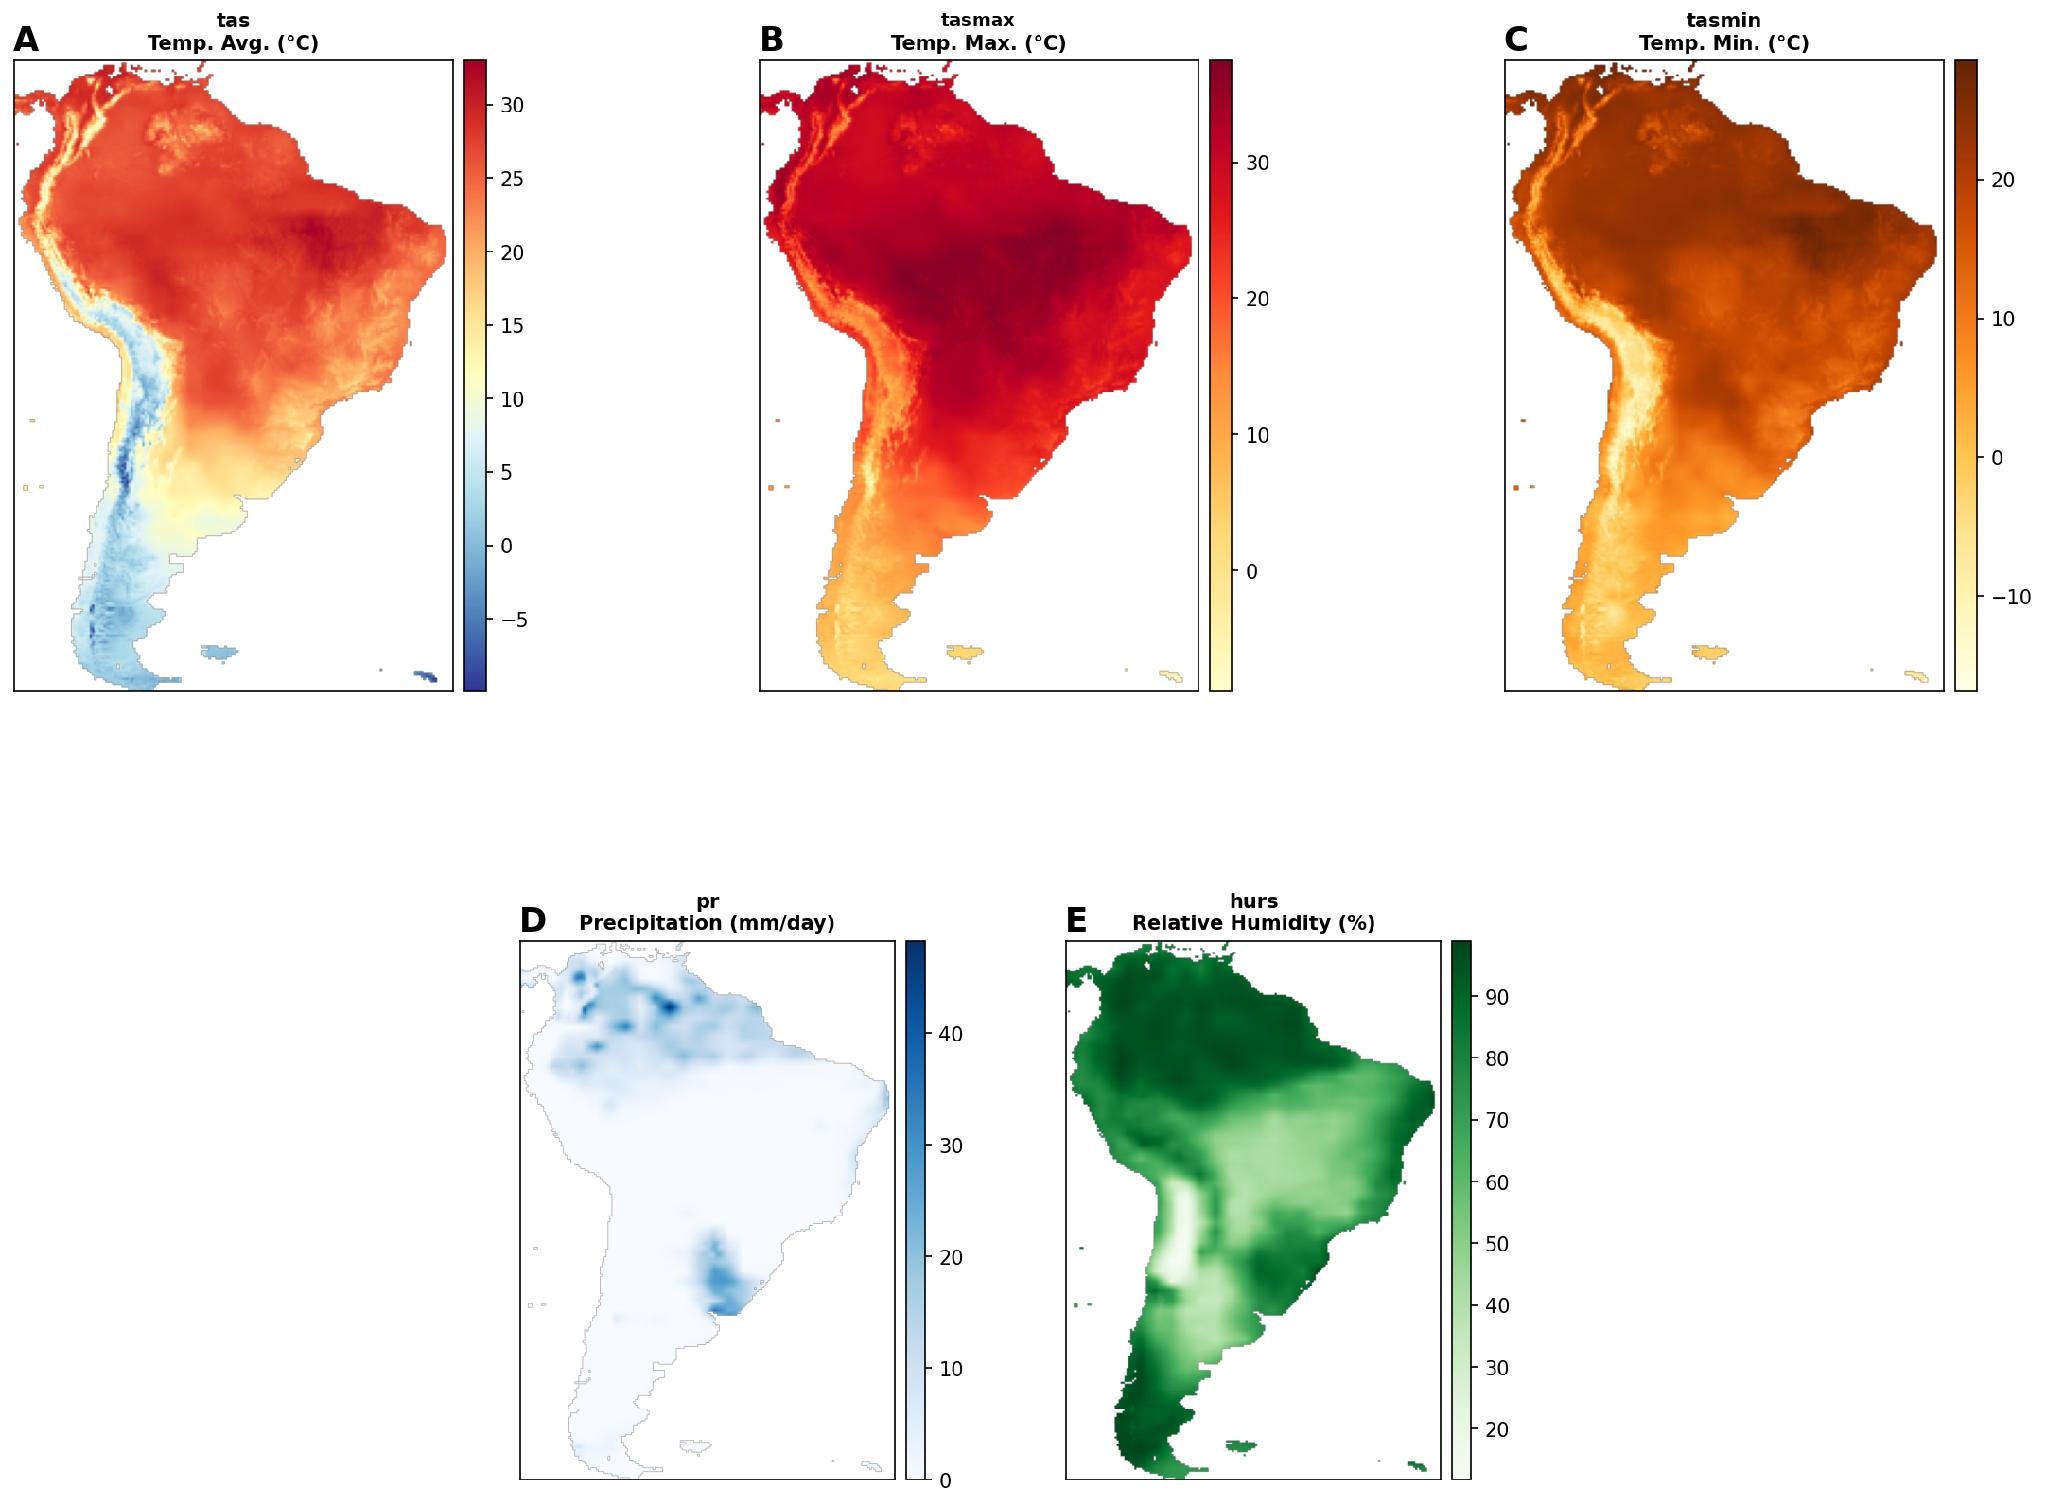 A
tas
Temp. Avg. (°C)
30
25
20
15
10
5
0
−5
B
tasmax
Temp. Max. (°C)
30
20
10
0
C
tasmin
Temp. Min. (°C)
20
10
0
−10
D
pr
Precipitation (mm/day)
40
30
20
10
0
E
hurs
Relative Humidity (%)
90
80
70
60
50
40
30
20